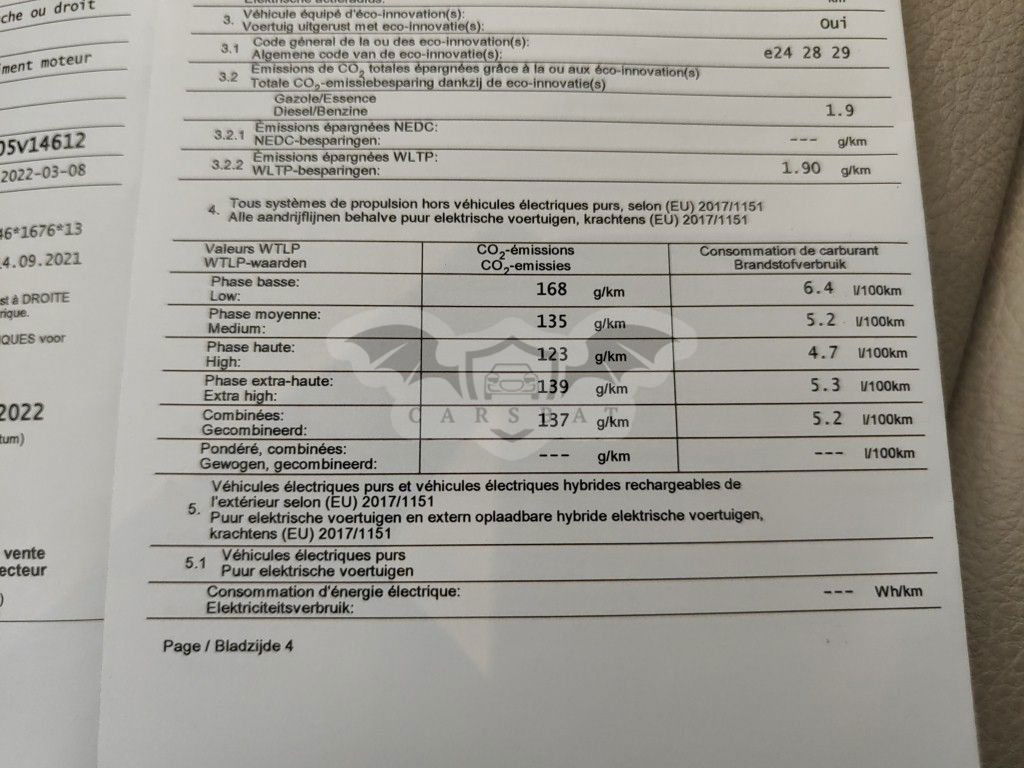 che ou droit
ment moteur
05V14612
2022-03-08
46*1676*13
4.09.2021
st à DROITE
rique.
IQUES voor
2022
tum)
vente
ecteur
)
Elektrische actieradius:
km
3. Véhicule équipé d'éco-innovation(s):
Voertuig uitgerust met eco-innovatie(s):
Oui
3.1 Code géneral de la ou des eco-innovation(s):
Algemene code van de eco-innovatie(s):
e24 28 29
3.2 Emissions de CO2 totales épargnées grâce à la ou aux éco-innovation(s)
Totale CO2-emissiebesparing dankzij de eco-innovatie(s)
Gazole/Essence
Diesel/Benzine
1.9
3.2.1 Emissions épargnées NEDC:
NEDC-besparingen:
--- g/km
3.2.2 Emissions épargnées WLTP:
WLTP-besparingen:
1.90 g/km
4. Tous systèmes de propulsion hors véhicules électriques purs, selon (EU) 2017/1151
Alle aandrijflijnen behalve puur elektrische voertuigen, krachtens (EU) 2017/1151
Valeurs WTLP
WTLP-waarden
CO2-émissions
CO2-emissies
Consommation de carburant
Brandstofverbruik
Phase basse:
Low:
168 g/km
6.4 l/100km
Phase moyenne:
Medium:
135 g/km
5.2 l/100km
Phase haute:
High:
123 g/km
4.7 l/100km
Phase extra-haute:
Extra high:
139 g/km
5.3 l/100km
Combinées:
Gecombineerd:
137 g/km
5.2 l/100km
Pondéré, combinées:
Gewogen, gecombineerd:
--- g/km
--- l/100km
CARSBAT
5. Véhicules électriques purs et véhicules électriques hybrides rechargeables de
l'extérieur selon (EU) 2017/1151
Puur elektrische voertuigen en extern oplaadbare hybride elektrische voertuigen,
krachtens (EU) 2017/1151
5.1 Véhicules électriques purs
Puur elektrische voertuigen
Consommation d'énergie électrique:
Elektriciteitsverbruik:
--- Wh/km
Page / Bladzijde 4